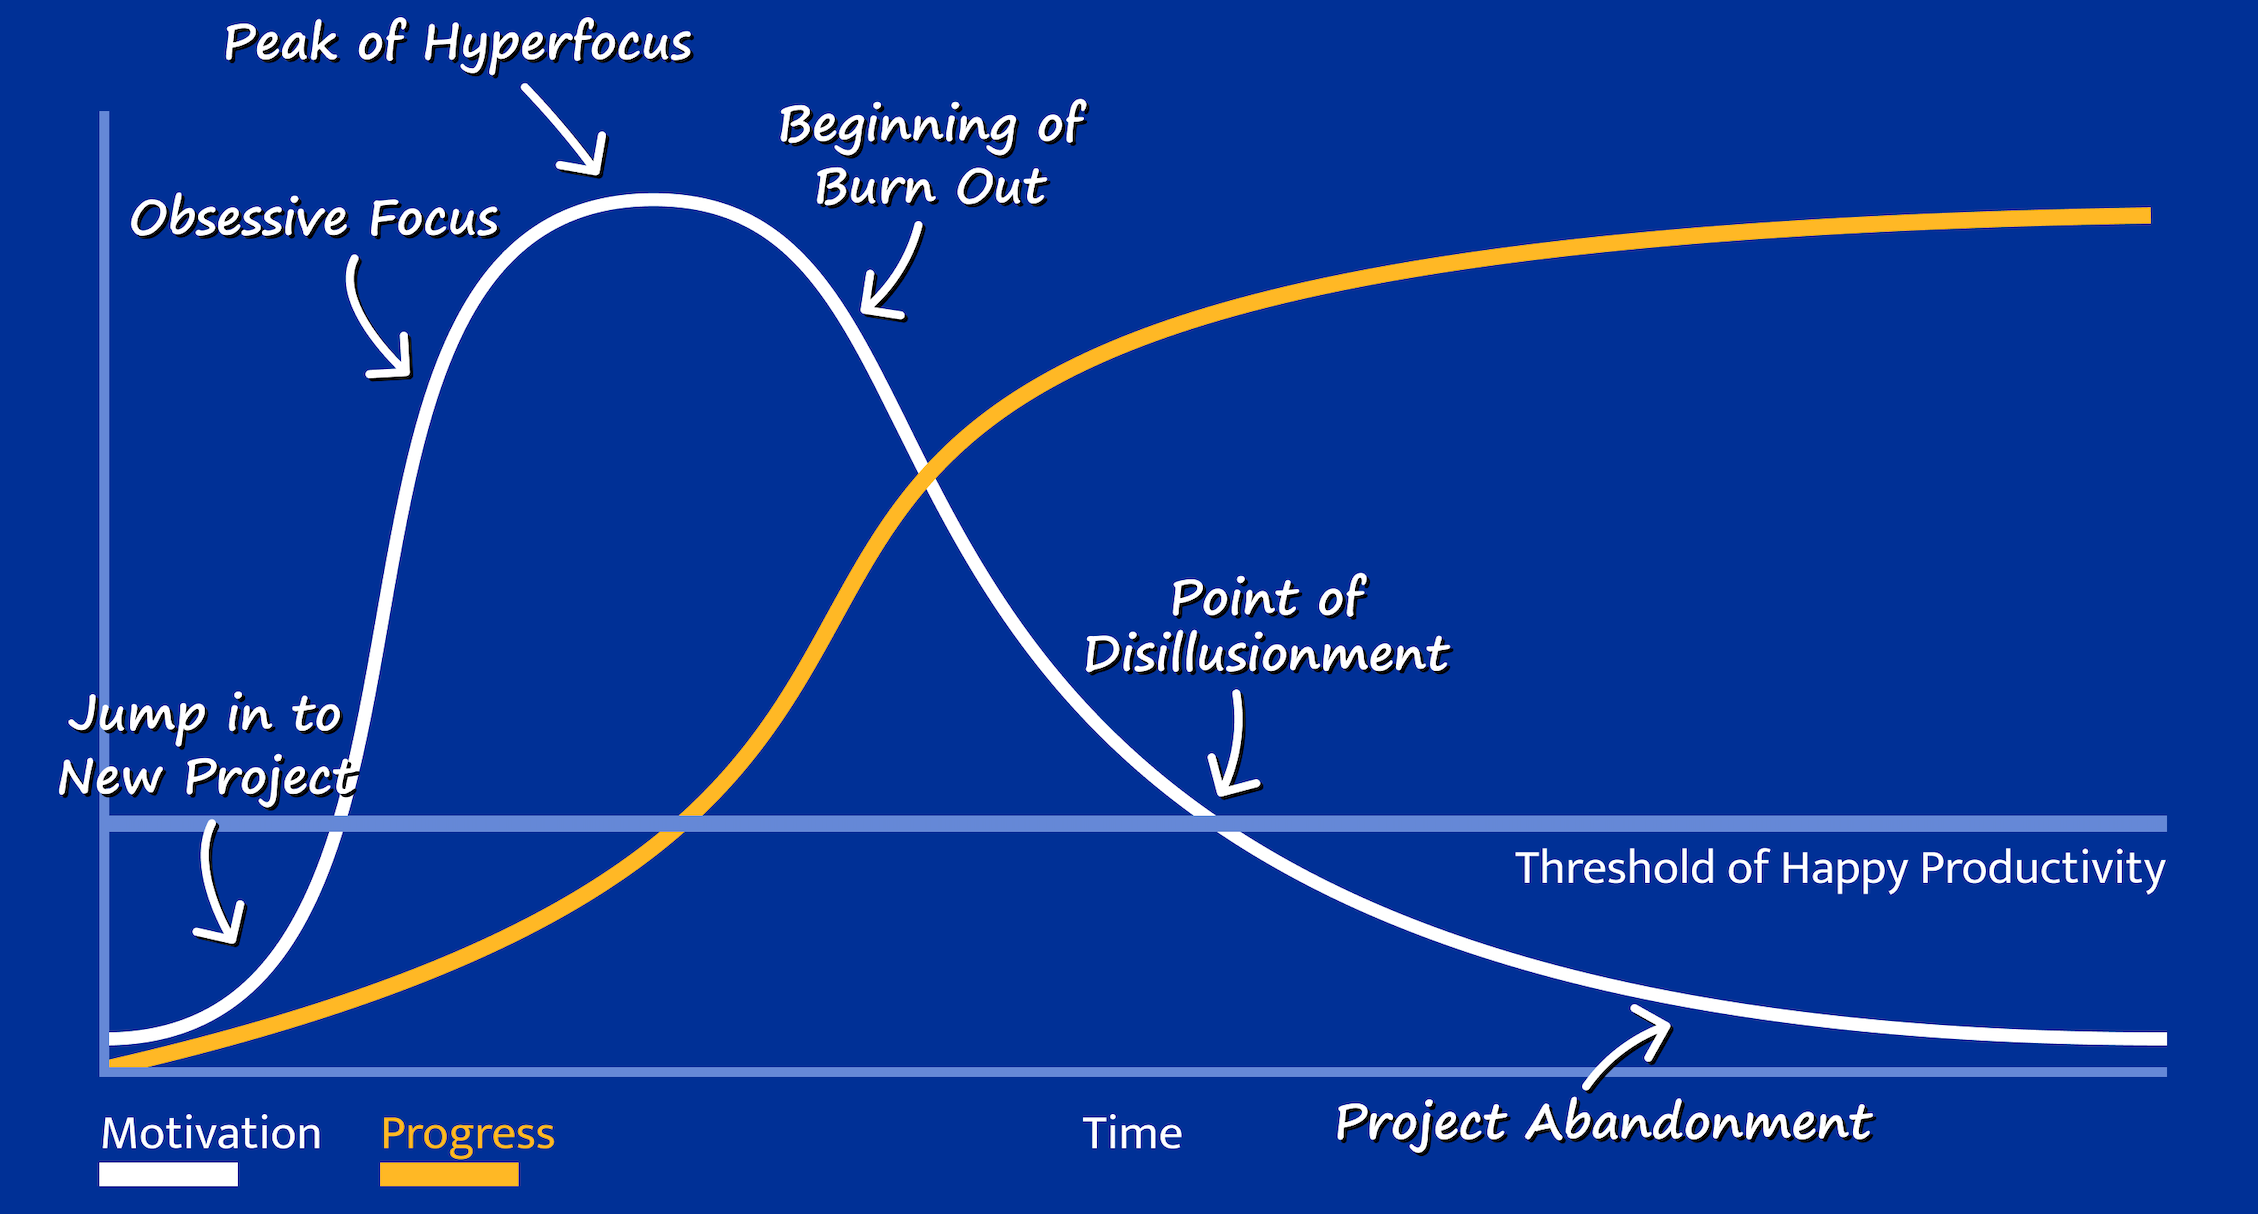 Peak of Hyperfocus
Beginning of
Burn Out
Obsessive Focus
Point of
Disillusionment
Jump in to
New Project
Threshold of Happy Productivity
Motivation
Progress
Time
Project Abandonment